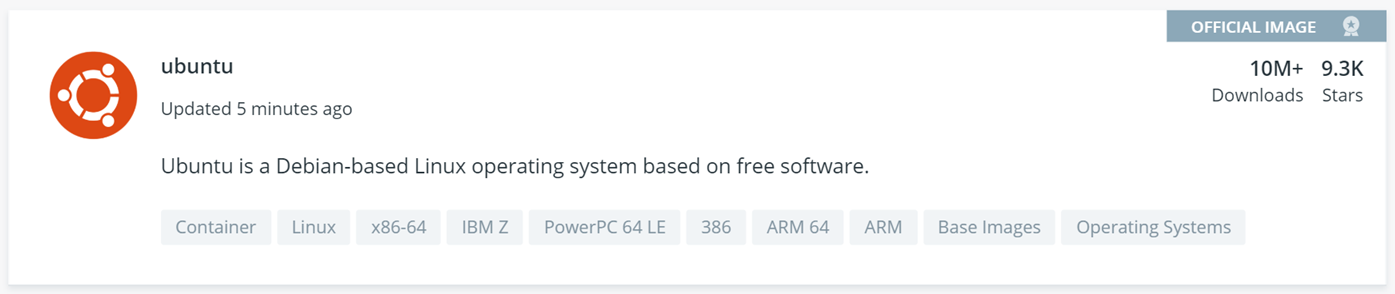 OFFICIAL IMAGE
ubuntu
10M+ 9.3K
Updated 5 minutes ago
Downloads Stars
Ubuntu is a Debian-based Linux operating system based on free software.
Container Linux x86-64 IBM Z PowerPC 64 LE 386 ARM 64 ARM Base Images Operating Systems